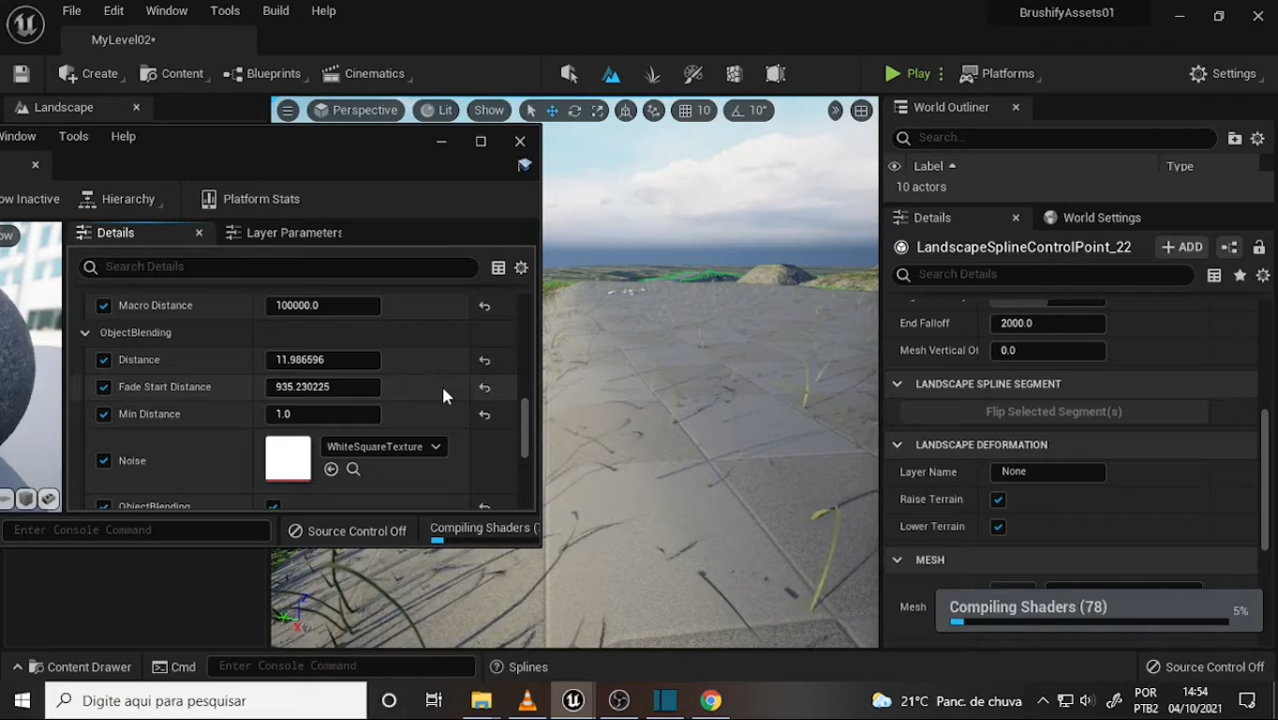 File Edit Window Tools Build Help
BrushifyAssets01
MyLevel02*
Create Content Blueprints Cinematics Play Platforms Settings
Landscape
Perspective Lit Show 10 10°
World Outliner
indow Tools Help
Search...
Label Type
10 actors
ow Inactive Hierarchy Platform Stats
Details World Settings
ow
Details Layer Parameters
LandscapeSplineControlPoint_22 ADD
Search Details
Search Details
Macro Distance 100000.0
ObjectBlending
End Falloff 2000.0
Distance 11.986596
Mesh Vertical Of 0.0
Fade Start Distance 935.230225
LANDSCAPE SPLINE SEGMENT
Min Distance 1.0
Flip Selected Segment(s)
WhiteSquareTexture
LANDSCAPE DEFORMATION
Noise
Layer Name None
Raise Terrain
ObjectBlending
Lower Terrain
Enter Console Command Source Control Off Compiling Shaders (
MESH
Mesh
Compiling Shaders (78) 5%
Content Drawer Cmd Enter Console Command Splines Source Control Off
Digite aqui para pesquisar
21°C Panc. de chuva
POR
PTB2
14:54
04/10/2021